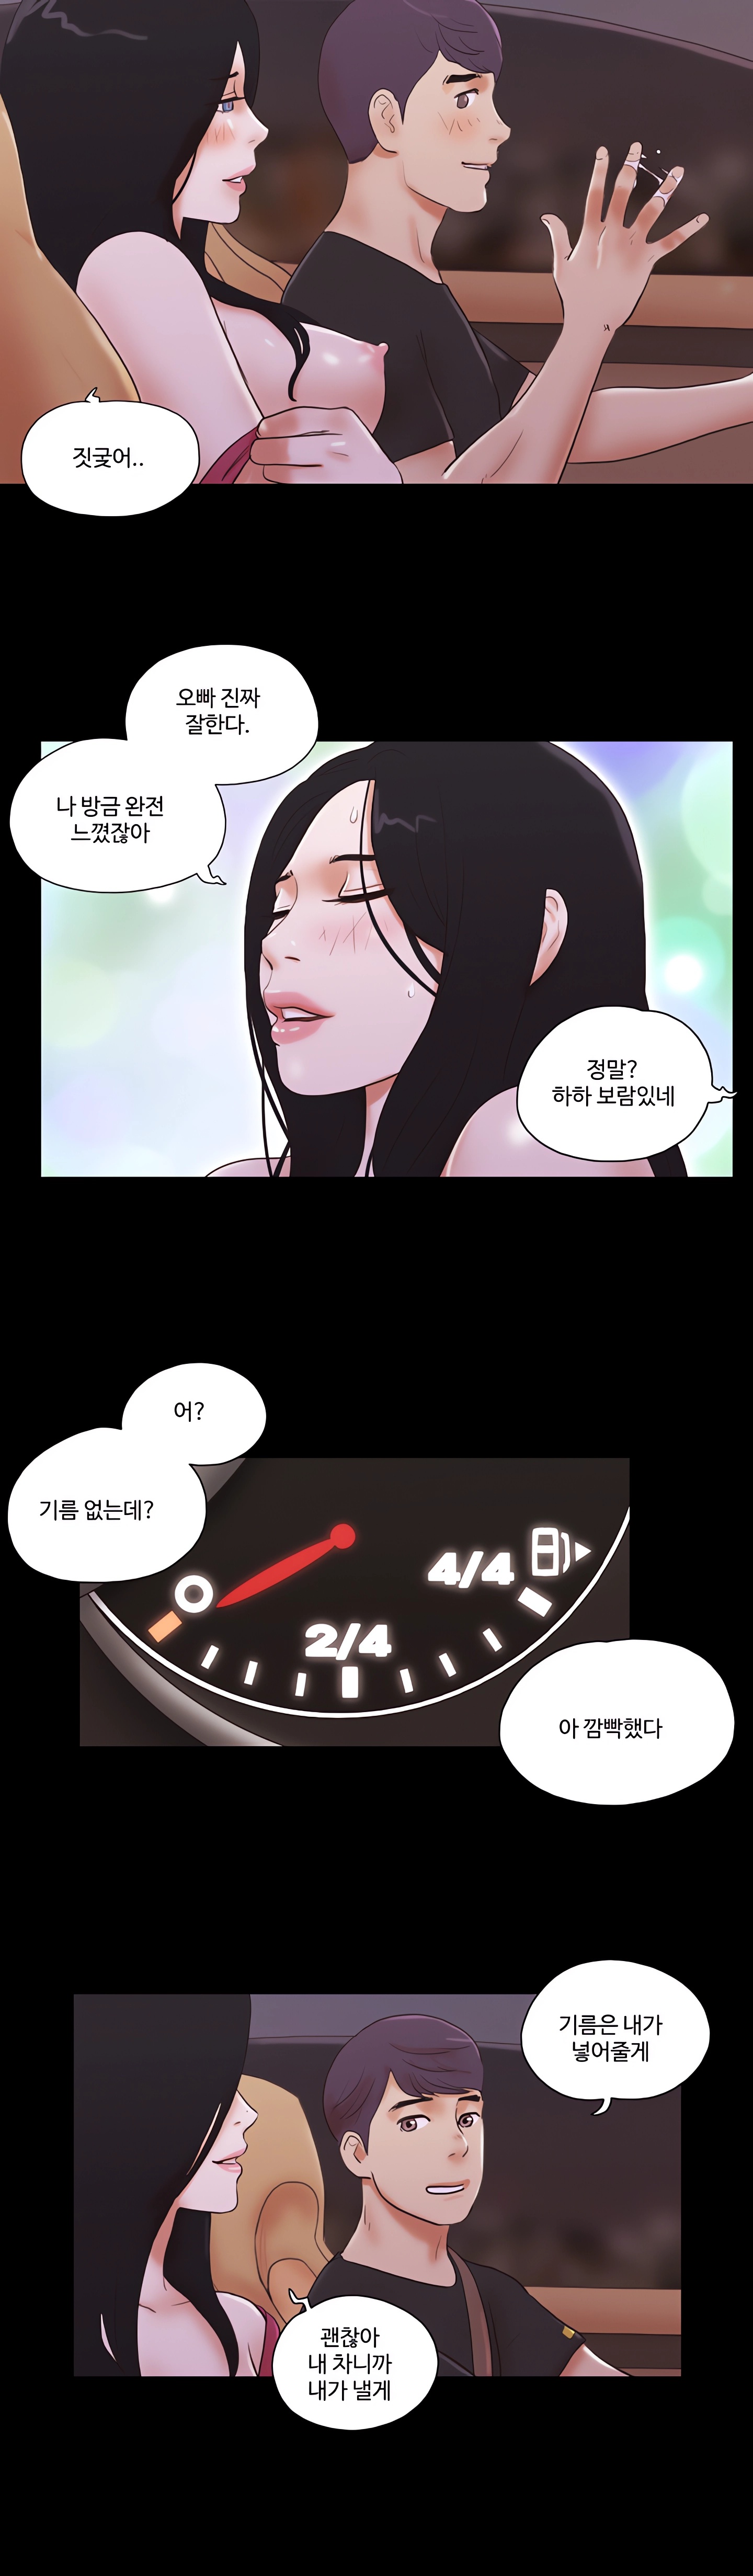 짓궂어..
오빠 진짜
잘한다.
나 방금 완전
느꼈잖아
정말?
하하 보람있네
어?
기름 없는데?
4/4
0
2/4
아 깜빡했다
기름은 내가
넣어줄게
괜찮아
내 차니까
내가 낼게